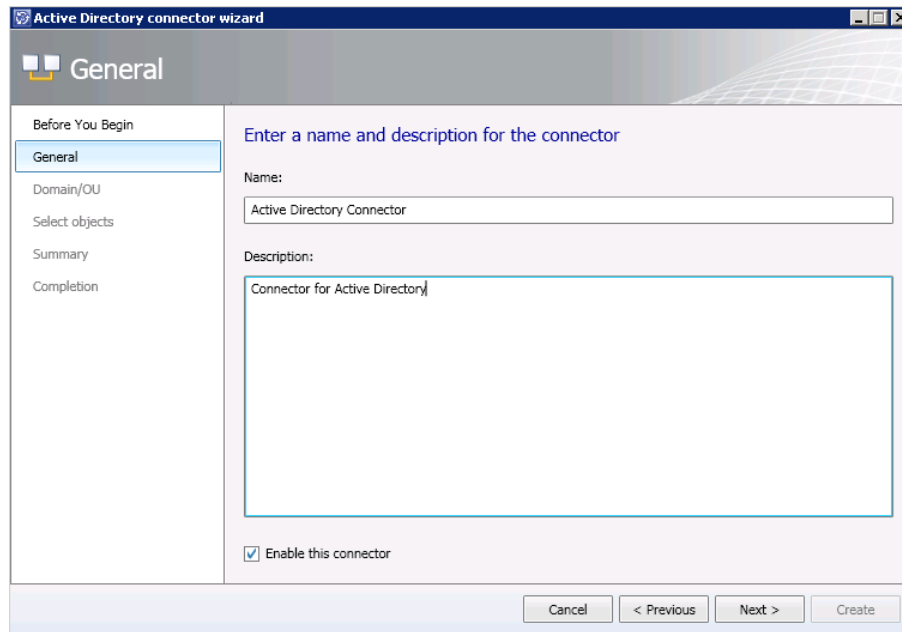 Active Directory connector wizard
General
Before You Begin
General
Domain/OU
Select objects
Summary
Completion
Enter a name and description for the connector
Name:
Active Directory Connector
Description:
Connector for Active Directory
Enable this connector
Cancel
< Previous
Next >
Create